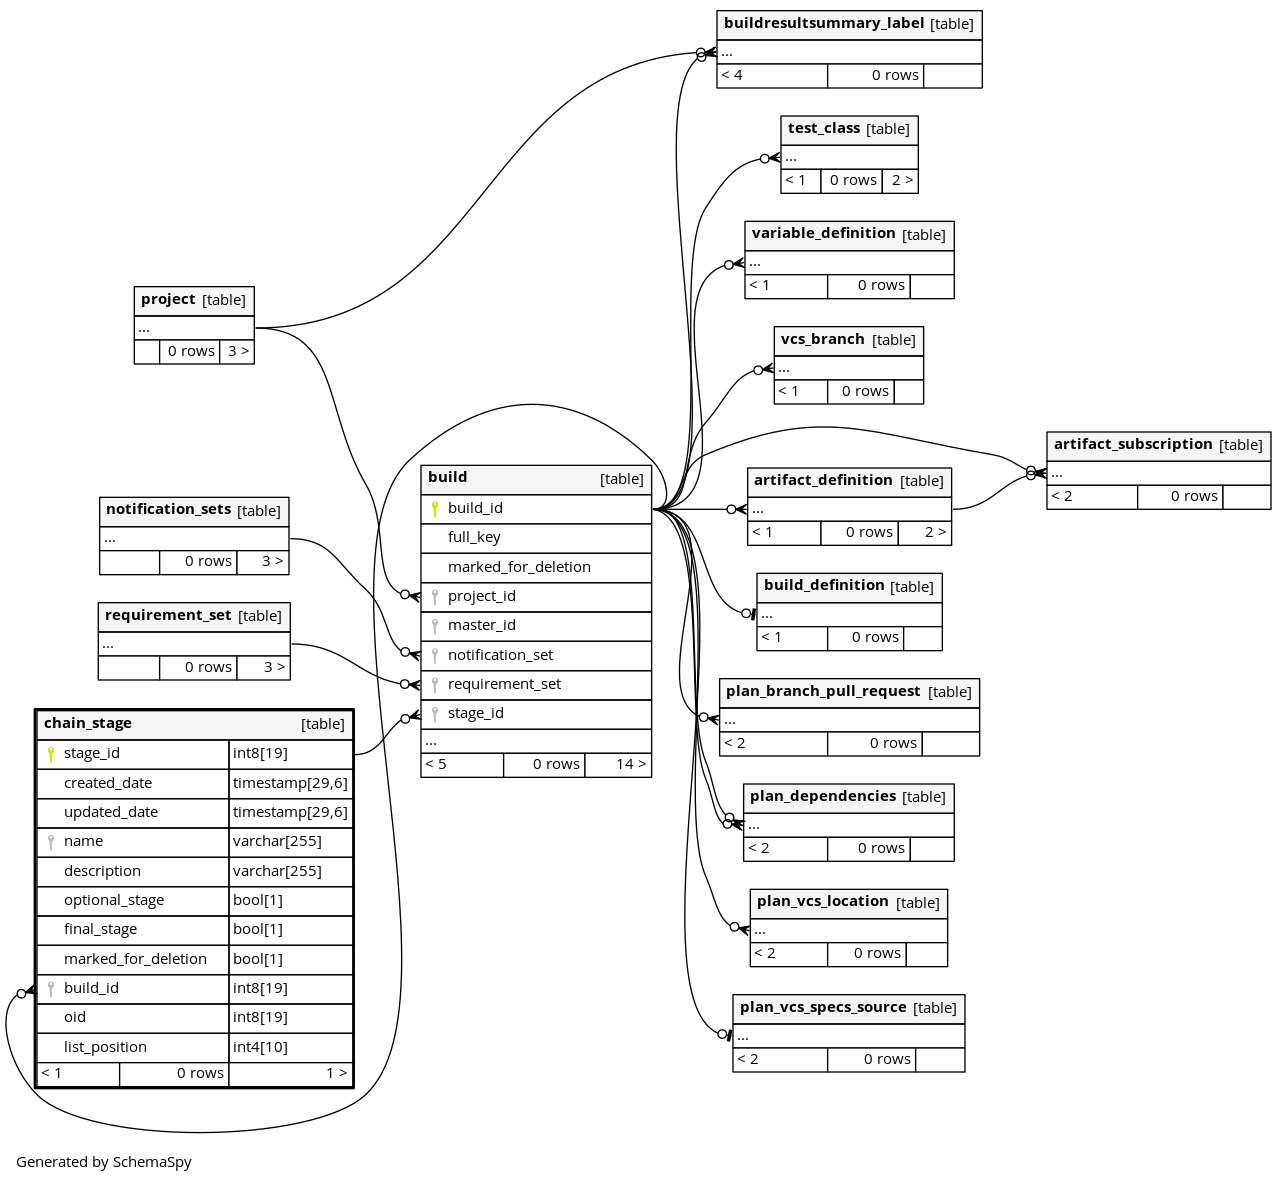 buildresultsummary_label [table]
...
< 4 0 rows
test_class [table]
...
< 1 0 rows 2 >
variable_definition [table]
...
< 1 0 rows
project [table]
...
0 rows 3 >
vcs_branch [table]
...
< 1 0 rows
artifact_subscription [table]
...
< 2 0 rows
artifact_definition [table]
...
< 1 0 rows 2 >
build [table]
build_id
full_key
marked_for_deletion
project_id
master_id
notification_set
requirement_set
stage_id
...
< 5 0 rows 14 >
notification_sets [table]
...
0 rows 3 >
build_definition [table]
...
< 1 0 rows
requirement_set [table]
...
0 rows 3 >
plan_branch_pull_request [table]
...
< 2 0 rows
chain_stage [table]
stage_id int8[19]
created_date timestamp[29,6]
updated_date timestamp[29,6]
name varchar[255]
description varchar[255]
optional_stage bool[1]
final_stage bool[1]
marked_for_deletion bool[1]
build_id int8[19]
oid int8[19]
list_position int4[10]
< 1 0 rows 1 >
plan_dependencies [table]
...
< 2 0 rows
plan_vcs_location [table]
...
< 2 0 rows
plan_vcs_specs_source [table]
...
< 2 0 rows
Generated by SchemaSpy